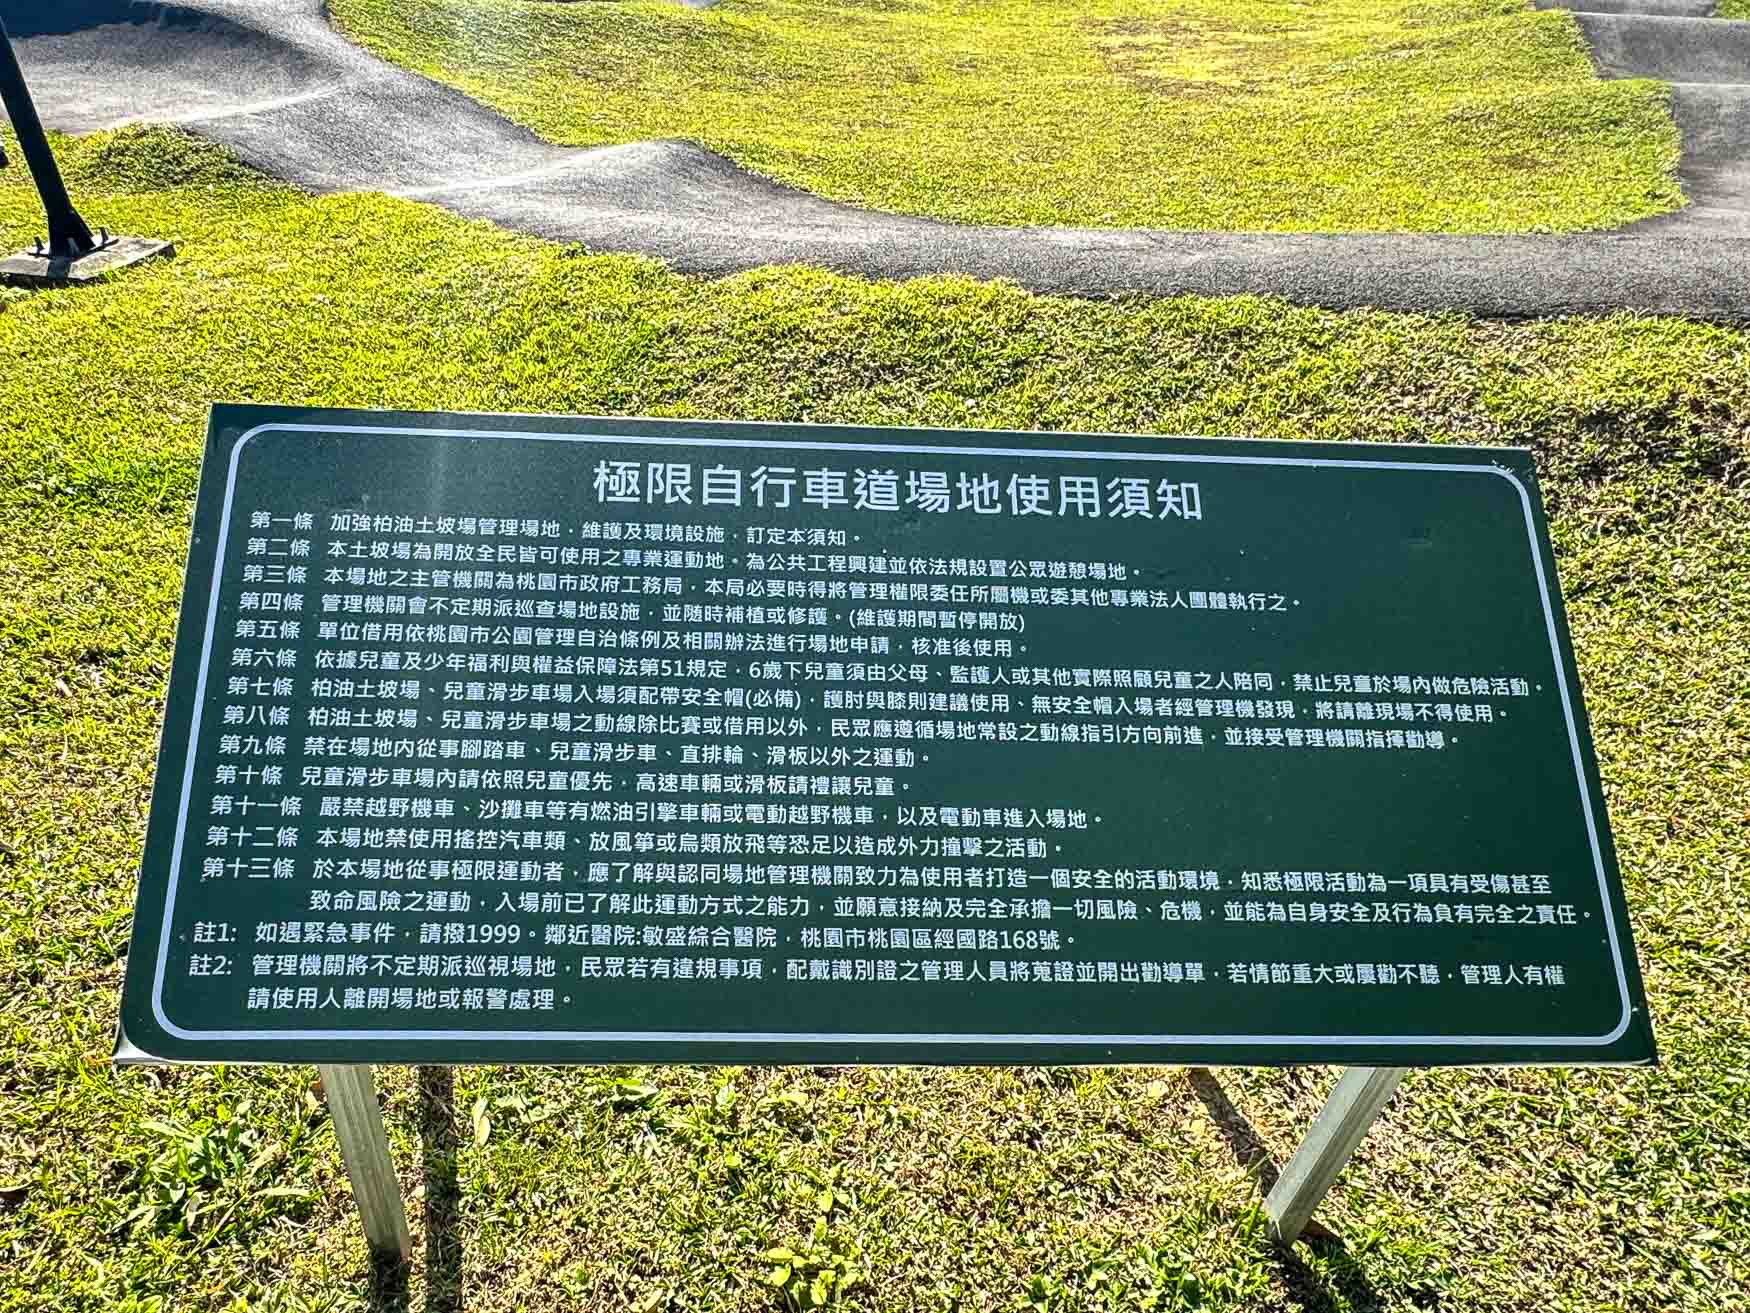 極限自行車道場地使用須知
第一條 加強柏油土坡場管理場地，維護及環境設施，訂定本須知。
第二條 本土坡場為開放全民皆可使用之專業運動地。為公共工程興建並依法規設置公眾遊憩場地。
第三條 本場地之主管機關為桃園市政府工務局，本局必要時得將管理權限委任所屬機或委其他專業法人團體執行之。
第四條 管理機關會不定期派巡查場地設施，並隨時補植或修護。(維護期間暫停開放)
第五條 單位借用依桃園市公園管理自治條例及相關辦法進行場地申請，核准後使用。
第六條 依據兒童及少年福利與權益保障法第51規定，6歲下兒童須由父母、監護人或其他實際照顧兒童之人陪同，禁止兒童於場內做危險活動。
第七條 柏油土坡場、兒童滑步車場入場須配帶安全帽(必備)，護肘與膝則建議使用、無安全帽入場者經管理機發現，將請離現場不得使用。
第八條 柏油土坡場、兒童滑步車場之動線除比賽或借用以外，民眾應遵循場地常設之動線指引方向前進，並接受管理機關指揮勸導。
第九條 禁在場地內從事腳踏車、兒童滑步車、直排輪、滑板以外之運動。
第十條 兒童滑步車場內請依照兒童優先，高速車輛或滑板請禮讓兒童。
第十一條 嚴禁越野機車、沙攤車等有燃油引擎車輛或電動越野機車，以及電動車進入場地。
第十二條 本場地禁使用搖控汽車類、放風箏或鳥類放飛等恐足以造成外力撞擊之活動。
第十三條 於本場地從事極限運動者，應了解與認同場地管理機關致力為使用者打造一個安全的活動環境，知悉極限活動為一項具有受傷甚至
致命風險之運動，入場前已了解此運動方式之能力，並願意接納及完全承擔一切風險、危機，並能為自身安全及行為負有完全之責任。
註1: 如遇緊急事件，請撥1999。鄰近醫院:敏盛綜合醫院，桃園市桃園區經國路168號。
註2: 管理機關將不定期派巡視場地，民眾若有違規事項，配戴識別證之管理人員將蒐證並開出勸導單，若情節重大或屢勸不聽，管理人有權
請使用人離開場地或報警處理。